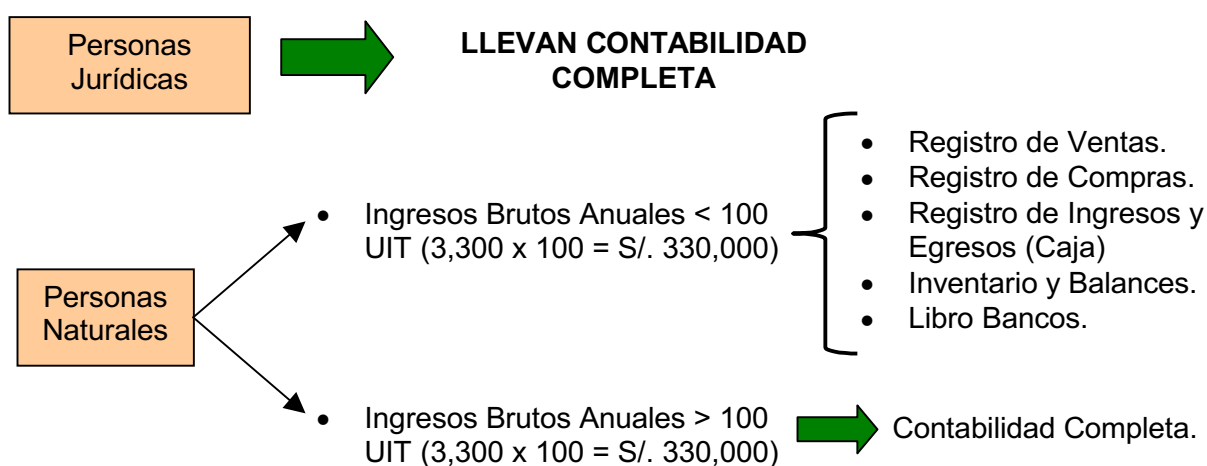 Personas
Jurídicas
LLEVAN CONTABILIDAD
COMPLETA
Personas
Naturales
• Ingresos Brutos Anuales < 100
UIT (3,300 x 100 = S/. 330,000)
• Registro de Ventas.
• Registro de Compras.
• Registro de Ingresos y
Egresos (Caja)
• Inventario y Balances.
• Libro Bancos.
• Ingresos Brutos Anuales > 100
UIT (3,300 x 100 = S/. 330,000)
Contabilidad Completa.